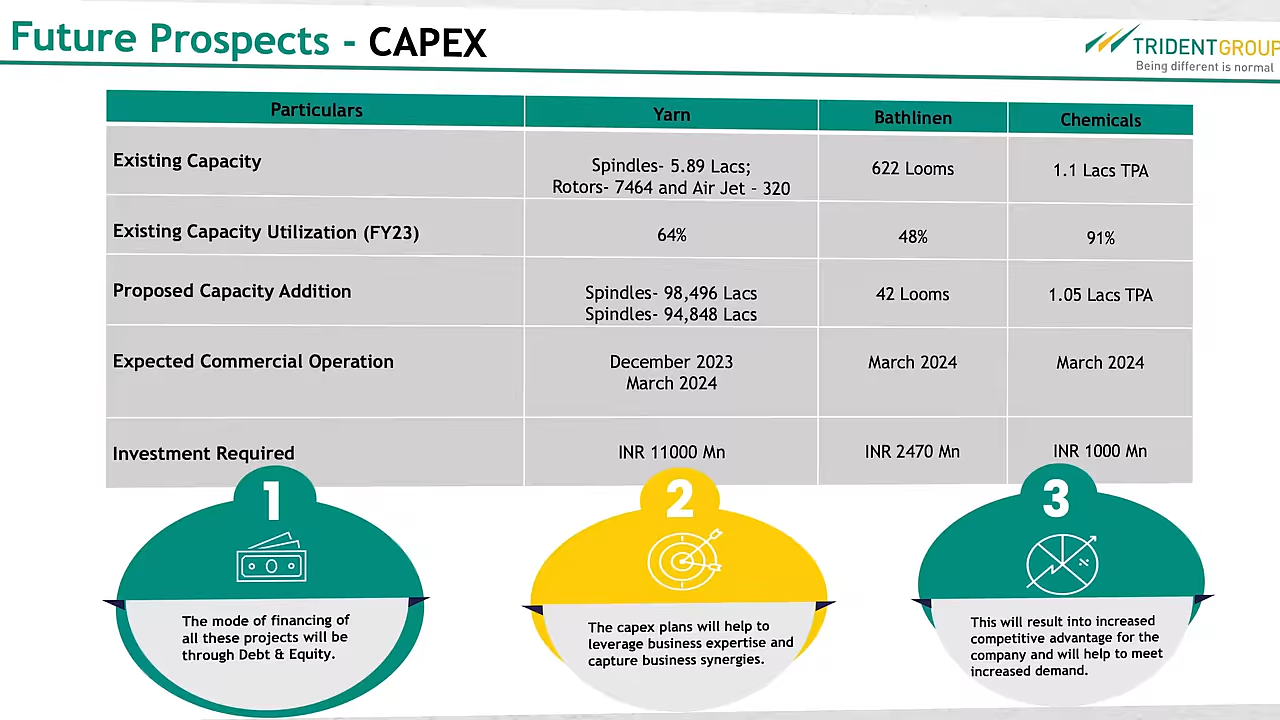 Future Prospects - CAPEX
TRIDENTGROUP
Being different is normal
Particulars Yarn Bathlinen Chemicals
Existing Capacity Spindles- 5.89 Lacs; 622 Looms 1.1 Lacs TPA
Rotors- 7464 and Air Jet - 320
Existing Capacity Utilization (FY23) 64% 48% 91%
Proposed Capacity Addition Spindles- 98,496 Lacs 42 Looms 1.05 Lacs TPA
Spindles- 94,848 Lacs
Expected Commercial Operation December 2023 March 2024 March 2024
March 2024
Investment Required INR 11000 Mn INR 2470 Mn INR 1000 Mn
1
The mode of financing of
all these projects will be
through Debt & Equity.
2
The capex plans will help to
leverage business expertise and
capture business synergies.
3
%
This will result into increased
competitive advantage for the
company and will help to meet
increased demand.